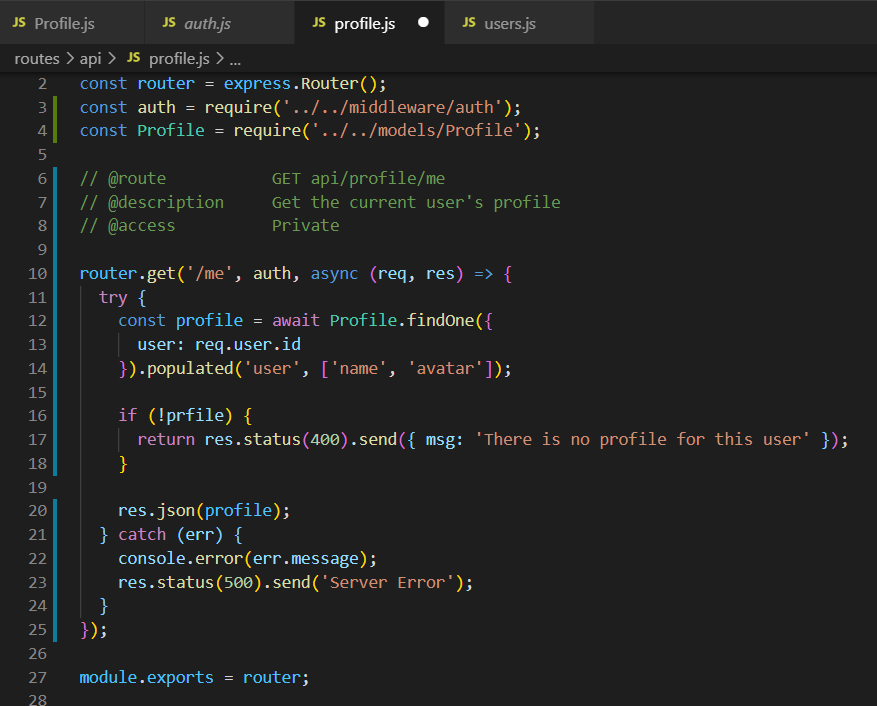 JS Profile.js JS auth.js JS profile.js JS users.js
routes > api > JS profile.js > ...
2 const router = express.Router();
3 const auth = require('../../middleware/auth');
4 const Profile = require('../../models/Profile');
5
6 // @route GET api/profile/me
7 // @description Get the current user's profile
8 // @access Private
9
10 router.get('/me', auth, async (req, res) => {
11 try {
12 const profile = await Profile.findOne({
13 user: req.user.id
14 }).populated('user', ['name', 'avatar']);
15
16 if (!prfile) {
17 return res.status(400).send({ msg: 'There is no profile for this user' });
18 }
19
20 res.json(profile);
21 } catch (err) {
22 console.error(err.message);
23 res.status(500).send('Server Error');
24 }
25 });
26
27 module.exports = router;
28